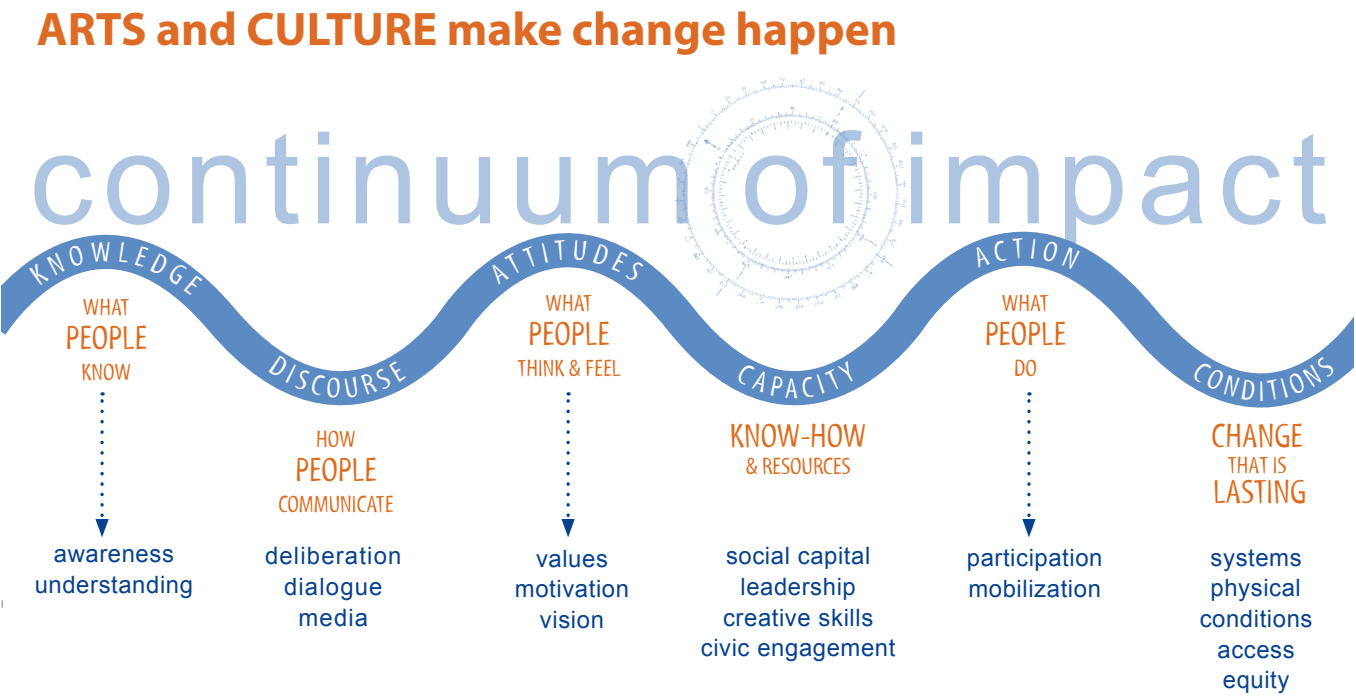 ARTS and CULTURE make change happen
continuum of impact
KNOWLEDGE
WHAT
PEOPLE
KNOW
awareness
understanding
DISCOURSE
HOW
PEOPLE
COMMUNICATE
deliberation
dialogue
media
ATTITUDES
WHAT
PEOPLE
THINK & FEEL
values
motivation
vision
CAPACITY
KNOW-HOW
& RESOURCES
social capital
leadership
creative skills
civic engagement
ACTION
WHAT
PEOPLE
DO
participation
mobilization
CONDITIONS
CHANGE
THAT IS
LASTING
systems
physical
conditions
access
equity